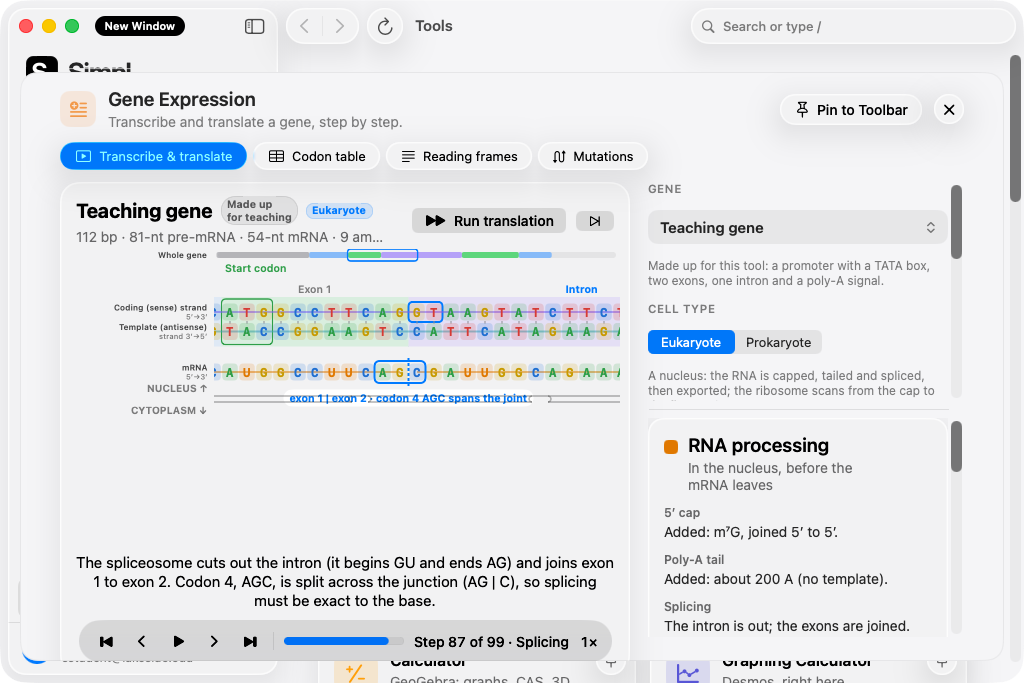 New Window
Tools
Search or type /
Simpl
Gene Expression
Transcribe and translate a gene, step by step.
Pin to Toolbar
Transcribe & translate
Codon table
Reading frames
Mutations
Teaching gene
Made up
for teaching
Eukaryote
Run translation
112 bp · 81-nt pre-mRNA · 54-nt mRNA · 9 am…
Whole gene
Start codon
Exon 1
Intron
Coding (sense) strand
5′→3′
A T G G C C T T C A G G T A A G T A T C T T C T
Template (antisense)
strand 3′→5′
T A C C G G A A G T C C A T T C A T A G A A G A
mRNA
5′→3′
A U G G C C U U C A G C G A U U G G C A G A A A
NUCLEUS ↑
exon 1 | exon 2 · codon 4 AGC spans the joint
CYTOPLASM ↓
The spliceosome cuts out the intron (it begins GU and ends AG) and joins exon
1 to exon 2. Codon 4, AGC, is split across the junction (AG | C), so splicing
must be exact to the base.
Step 87 of 99 · Splicing
1×
GENE
Teaching gene
Made up for this tool: a promoter with a TATA box,
two exons, one intron and a poly-A signal.
CELL TYPE
Eukaryote
Prokaryote
A nucleus: the RNA is capped, tailed and spliced,
then exported; the ribosome scans from the cap to
RNA processing
In the nucleus, before the
mRNA leaves
5′ cap
Added: m⁷G, joined 5′ to 5′.
Poly-A tail
Added: about 200 A (no template).
Splicing
The intron is out; the exons are joined.
Calculator
GeoGebra: graphs, CAS, 3D
Graphing Calculator
Desmos, right here